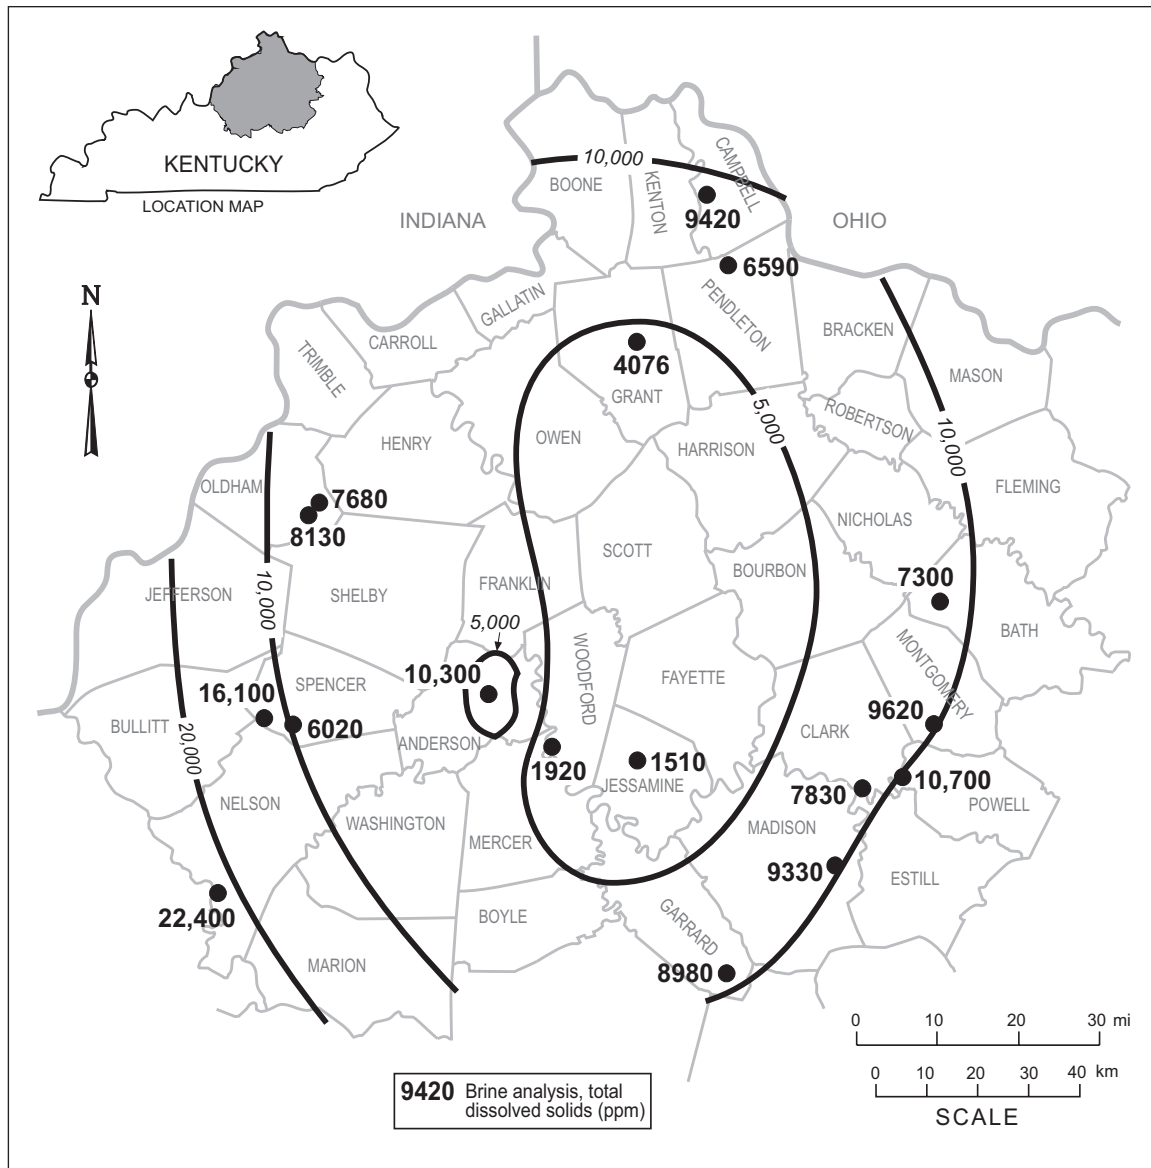 KENTUCKY
LOCATION MAP
INDIANA
OHIO
N
10,000
BOONE
KENTON
CAMPBELL
9420
6590
GALLATIN
PENDLETON
CARROLL
TRIMBLE
BRACKEN
4076
GRANT
MASON
5,000
ROBERTSON
10,000
HENRY
OWEN
HARRISON
OLDHAM
7680
8130
FLEMING
NICHOLAS
SCOTT
BOURBON
JEFFERSON
10,000
SHELBY
FRANKLIN
7300
5,000
BATH
WOODFORD
MONTGOMERY
10,300
SPENCER
FAYETTE
16,100
6020
BULLITT
20,000
ANDERSON
9620
CLARK
1920
1510
JESSAMINE
7830
10,700
POWELL
NELSON
WASHINGTON
MERCER
MADISON
9330
ESTILL
22,400
BOYLE
GARRARD
MARION
8980
0 10 20 30 mi
0 10 20 30 40 km
SCALE
9420 Brine analysis, total
dissolved solids (ppm)